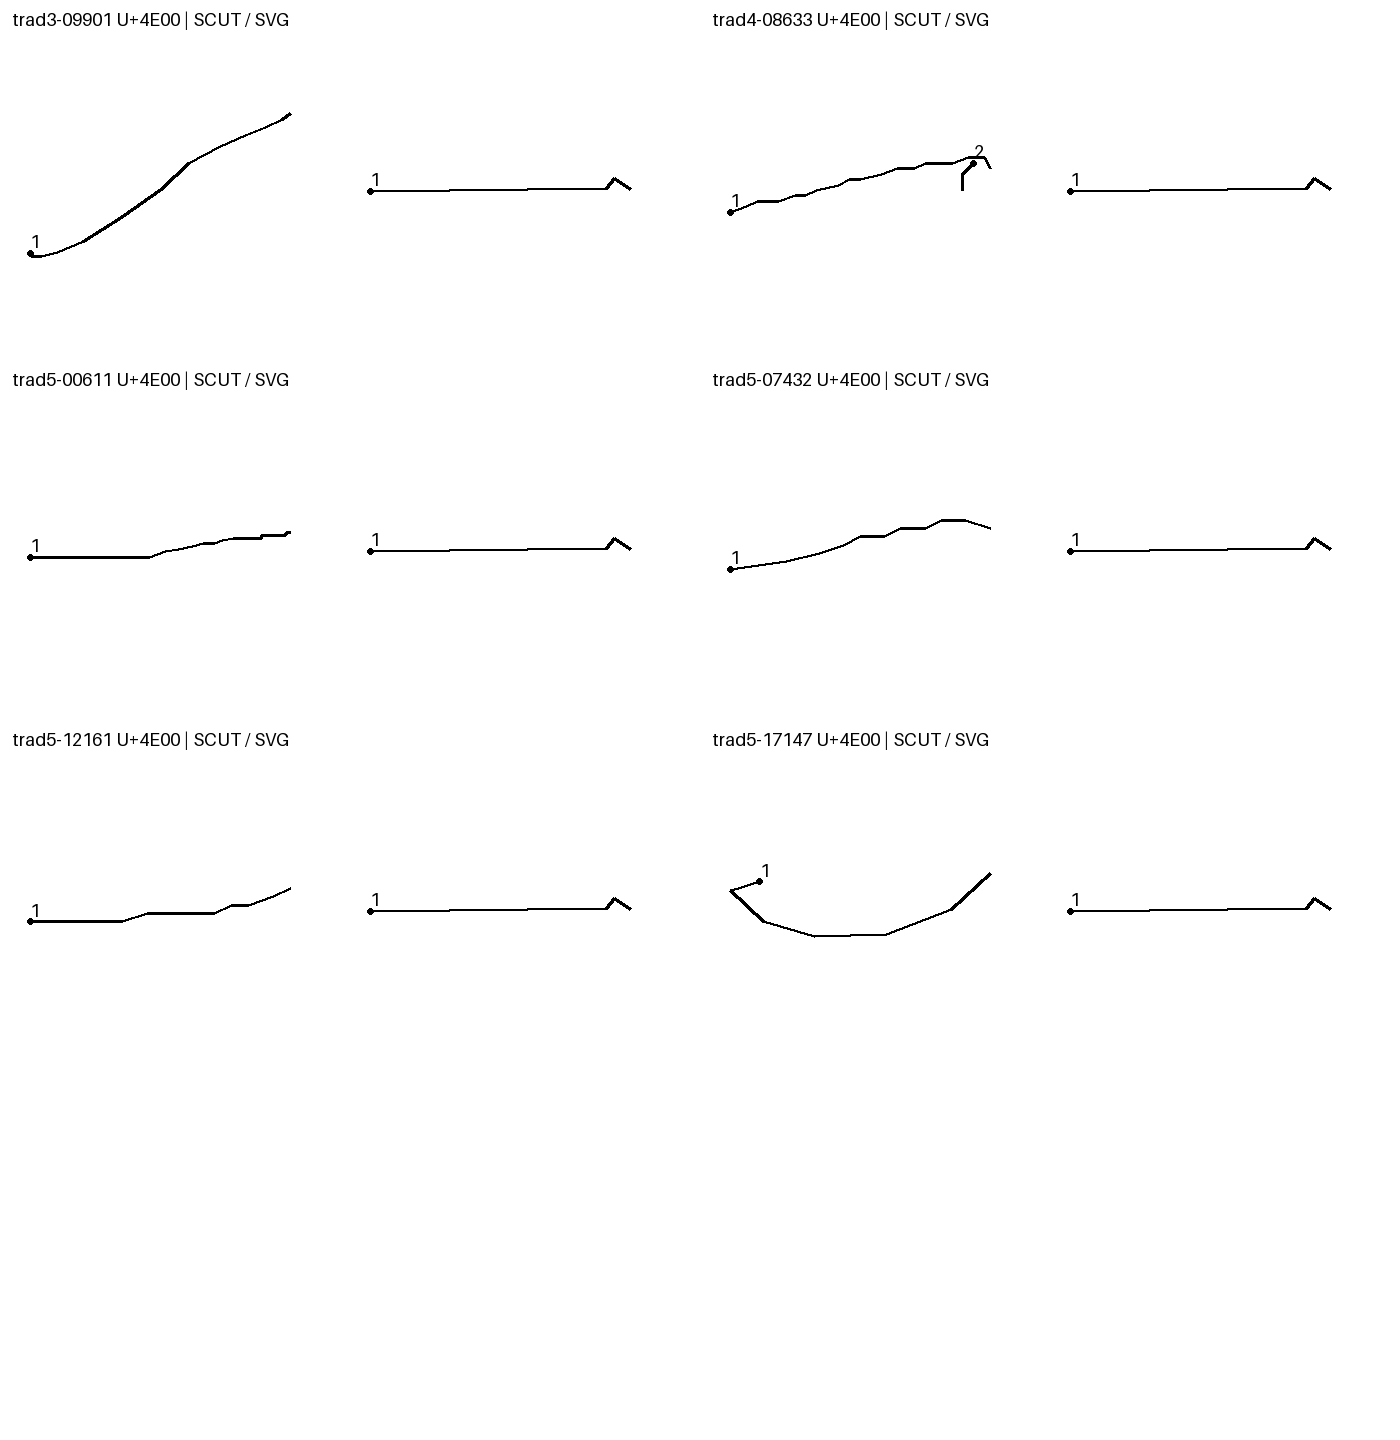 trad3-09901 U+4E00 | SCUT / SVG
trad4-08633 U+4E00 | SCUT / SVG
1
1
1
2
1
trad5-00611 U+4E00 | SCUT / SVG
trad5-07432 U+4E00 | SCUT / SVG
1
1
1
1
trad5-12161 U+4E00 | SCUT / SVG
trad5-17147 U+4E00 | SCUT / SVG
1
1
1
1